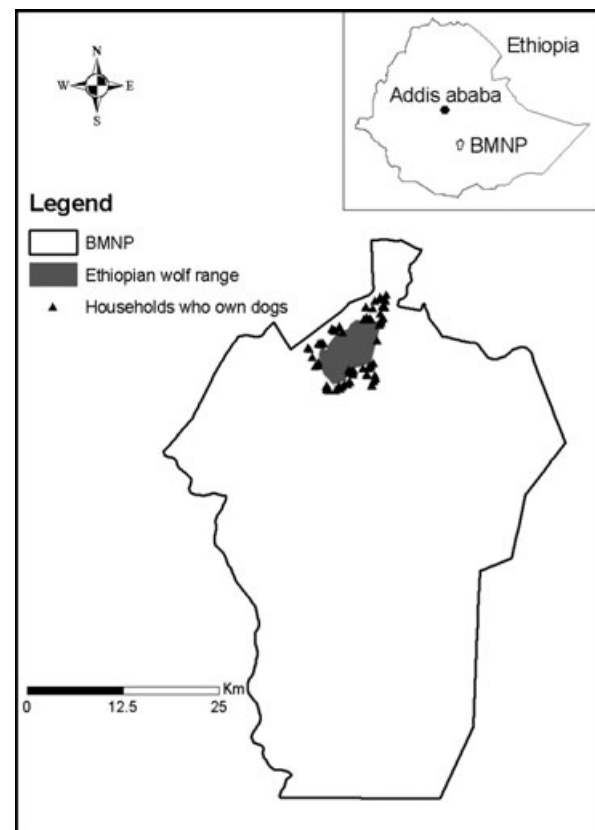 N
W E
S
Ethiopia
Addis ababa
BMNP
Legend
BMNP
Ethiopian wolf range
Households who own dogs
Km
0 12.5 25